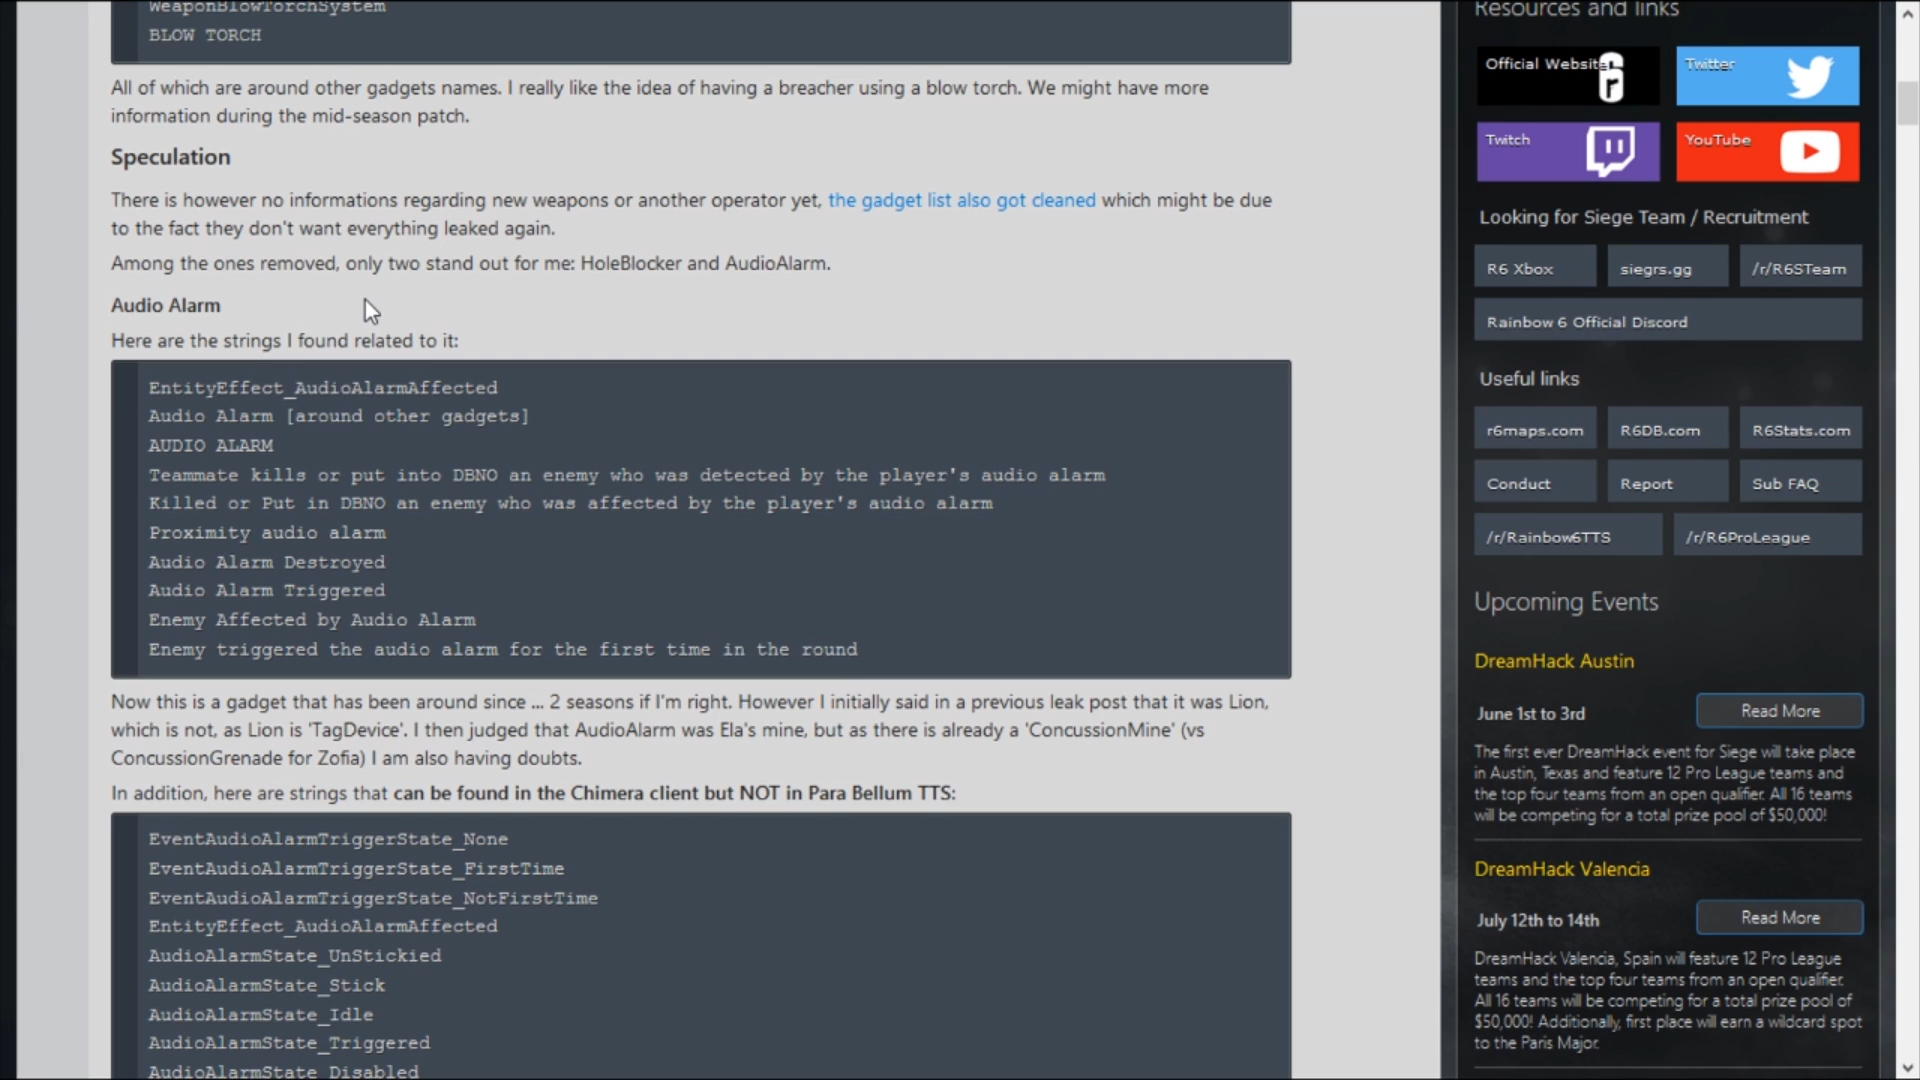 WeaponBlowTorchSystem
BLOW TORCH
All of which are around other gadgets names. I really like the idea of having a breacher using a blow torch. We might have more
information during the mid-season patch.
Speculation
There is however no informations regarding new weapons or another operator yet, the gadget list also got cleaned which might be due
to the fact they don't want everything leaked again.
Among the ones removed, only two stand out for me: HoleBlocker and AudioAlarm.
Audio Alarm
Here are the strings I found related to it:
EntityEffect_AudioAlarmAffected
Audio Alarm [around other gadgets]
AUDIO ALARM
Teammate kills or put into DBNO an enemy who was detected by the player's audio alarm
Killed or Put in DBNO an enemy who was affected by the player's audio alarm
Proximity audio alarm
Audio Alarm Destroyed
Audio Alarm Triggered
Enemy Affected by Audio Alarm
Enemy triggered the audio alarm for the first time in the round
Now this is a gadget that has been around since ... 2 seasons if I'm right. However I initially said in a previous leak post that it was Lion,
which is not, as Lion is 'TagDevice'. I then judged that AudioAlarm was Ela's mine, but as there is already a 'ConcussionMine' (vs
ConcussionGrenade for Zofia) I am also having doubts.
In addition, here are strings that can be found in the Chimera client but NOT in Para Bellum TTS:
EventAudioAlarmTriggerState_None
EventAudioAlarmTriggerState_FirstTime
EventAudioAlarmTriggerState_NotFirstTime
EntityEffect_AudioAlarmAffected
AudioAlarmState_UnStickied
AudioAlarmState_Stick
AudioAlarmState_Idle
AudioAlarmState_Triggered
AudioAlarmState_Disabled
Resources and links
Official Website
Twitter
Twitch
YouTube
Looking for Siege Team / Recruitment
R6 Xbox
siegrs.gg
/r/R6STeam
Rainbow 6 Official Discord
Useful links
r6maps.com
R6DB.com
R6Stats.com
Conduct
Report
Sub FAQ
/r/Rainbow6TTS
/r/R6ProLeague
Upcoming Events
DreamHack Austin
June 1st to 3rd
Read More
The first ever DreamHack event for Siege will take place
in Austin, Texas and feature 12 Pro League teams and
the top four teams from an open qualifier. All 16 teams
will be competing for a total prize pool of $50,000!
DreamHack Valencia
July 12th to 14th
Read More
DreamHack Valencia, Spain will feature 12 Pro League
teams and the top four teams from an open qualifier.
All 16 teams will be competing for a total prize pool of
$50,000! Additionally, first place will earn a wildcard spot
to the Paris Major.